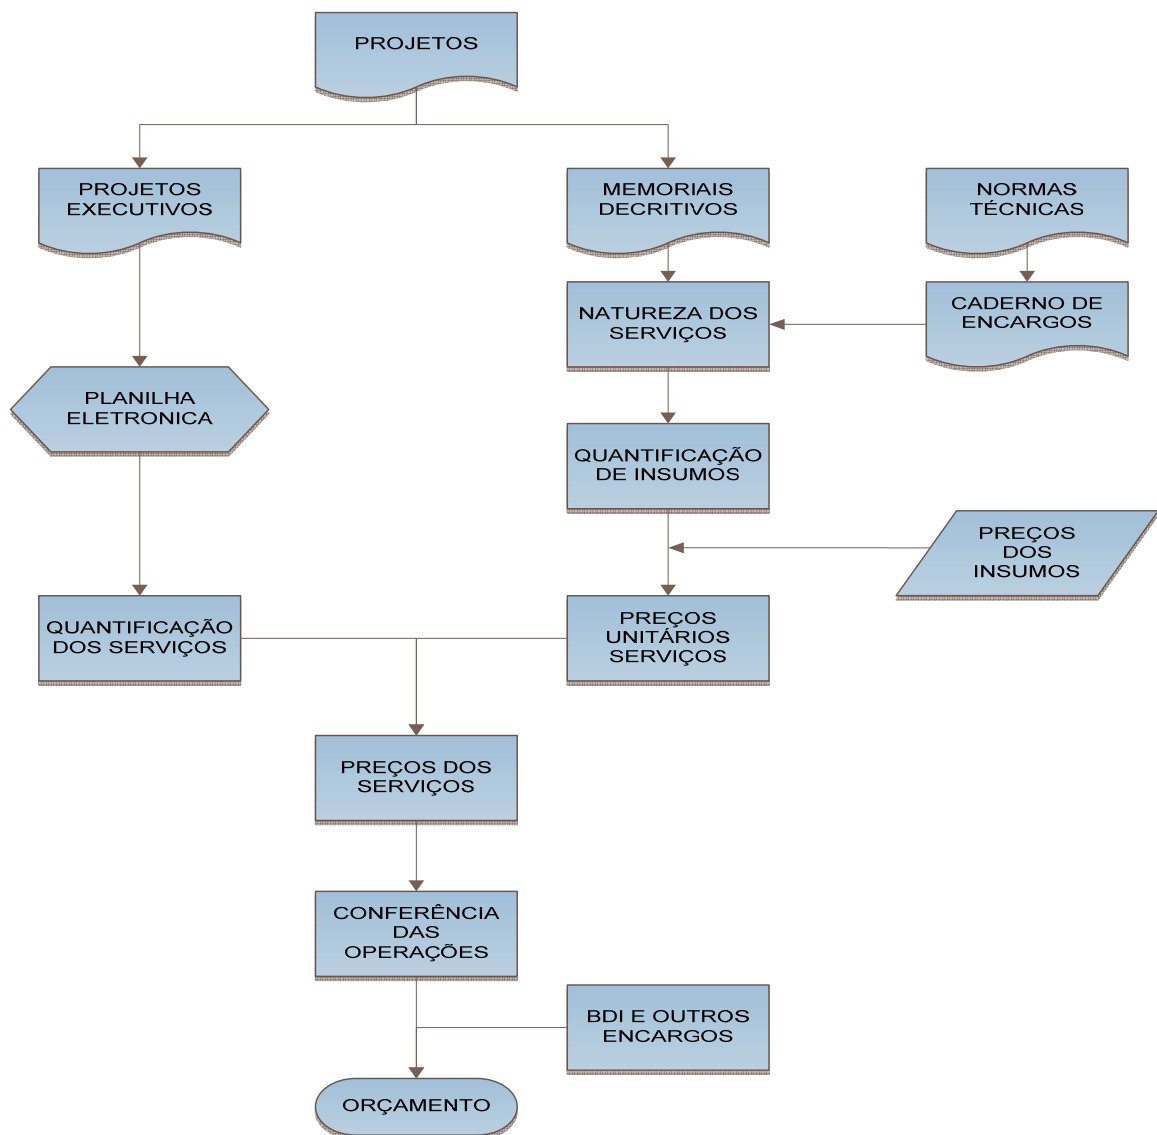 PROJETOS
PROJETOS
EXECUTIVOS
MEMORIAIS
DECRITIVOS
NORMAS
TÉCNICAS
NATUREZA DOS
SERVIÇOS
CADERNO DE
ENCARGOS
PLANILHA
ELETRONICA
QUANTIFICAÇÃO
DE INSUMOS
PREÇOS
DOS
INSUMOS
QUANTIFICAÇÃO
DOS SERVIÇOS
PREÇOS
UNITÁRIOS
SERVIÇOS
PREÇOS DOS
SERVIÇOS
CONFERÊNCIA
DAS
OPERAÇÕES
BDI E OUTROS
ENCARGOS
ORÇAMENTO